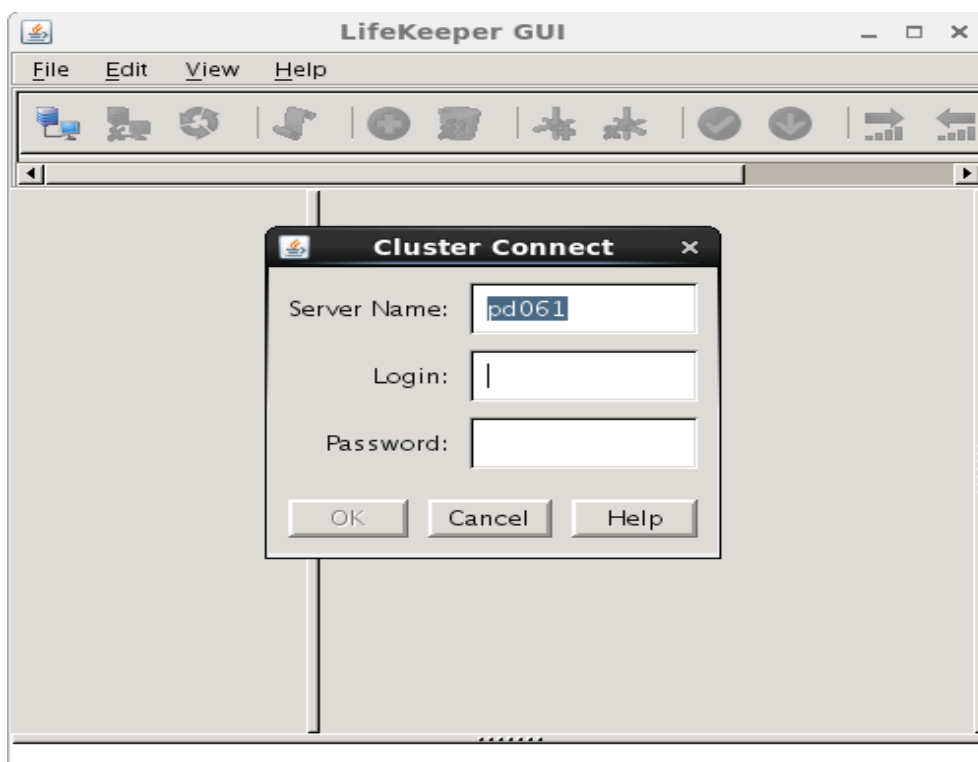 LifeKeeper GUI
File Edit View Help
Cluster Connect
Server Name: pd061
Login:
Password:
OK Cancel Help